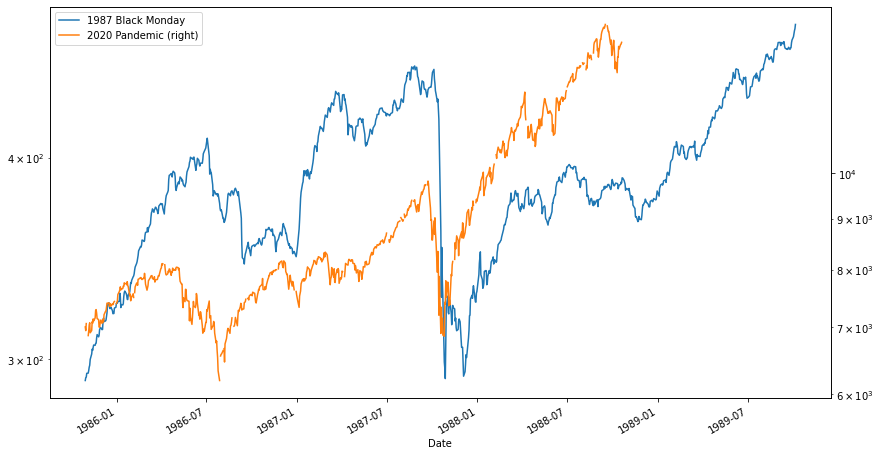 1987 Black Monday
2020 Pandemic (right)
4 × 10²
3 × 10²
10⁴
9 × 10³
8 × 10³
7 × 10³
6 × 10³
1986-01
1986-07
1987-01
1987-07
1988-01
1988-07
1989-01
1989-07
Date